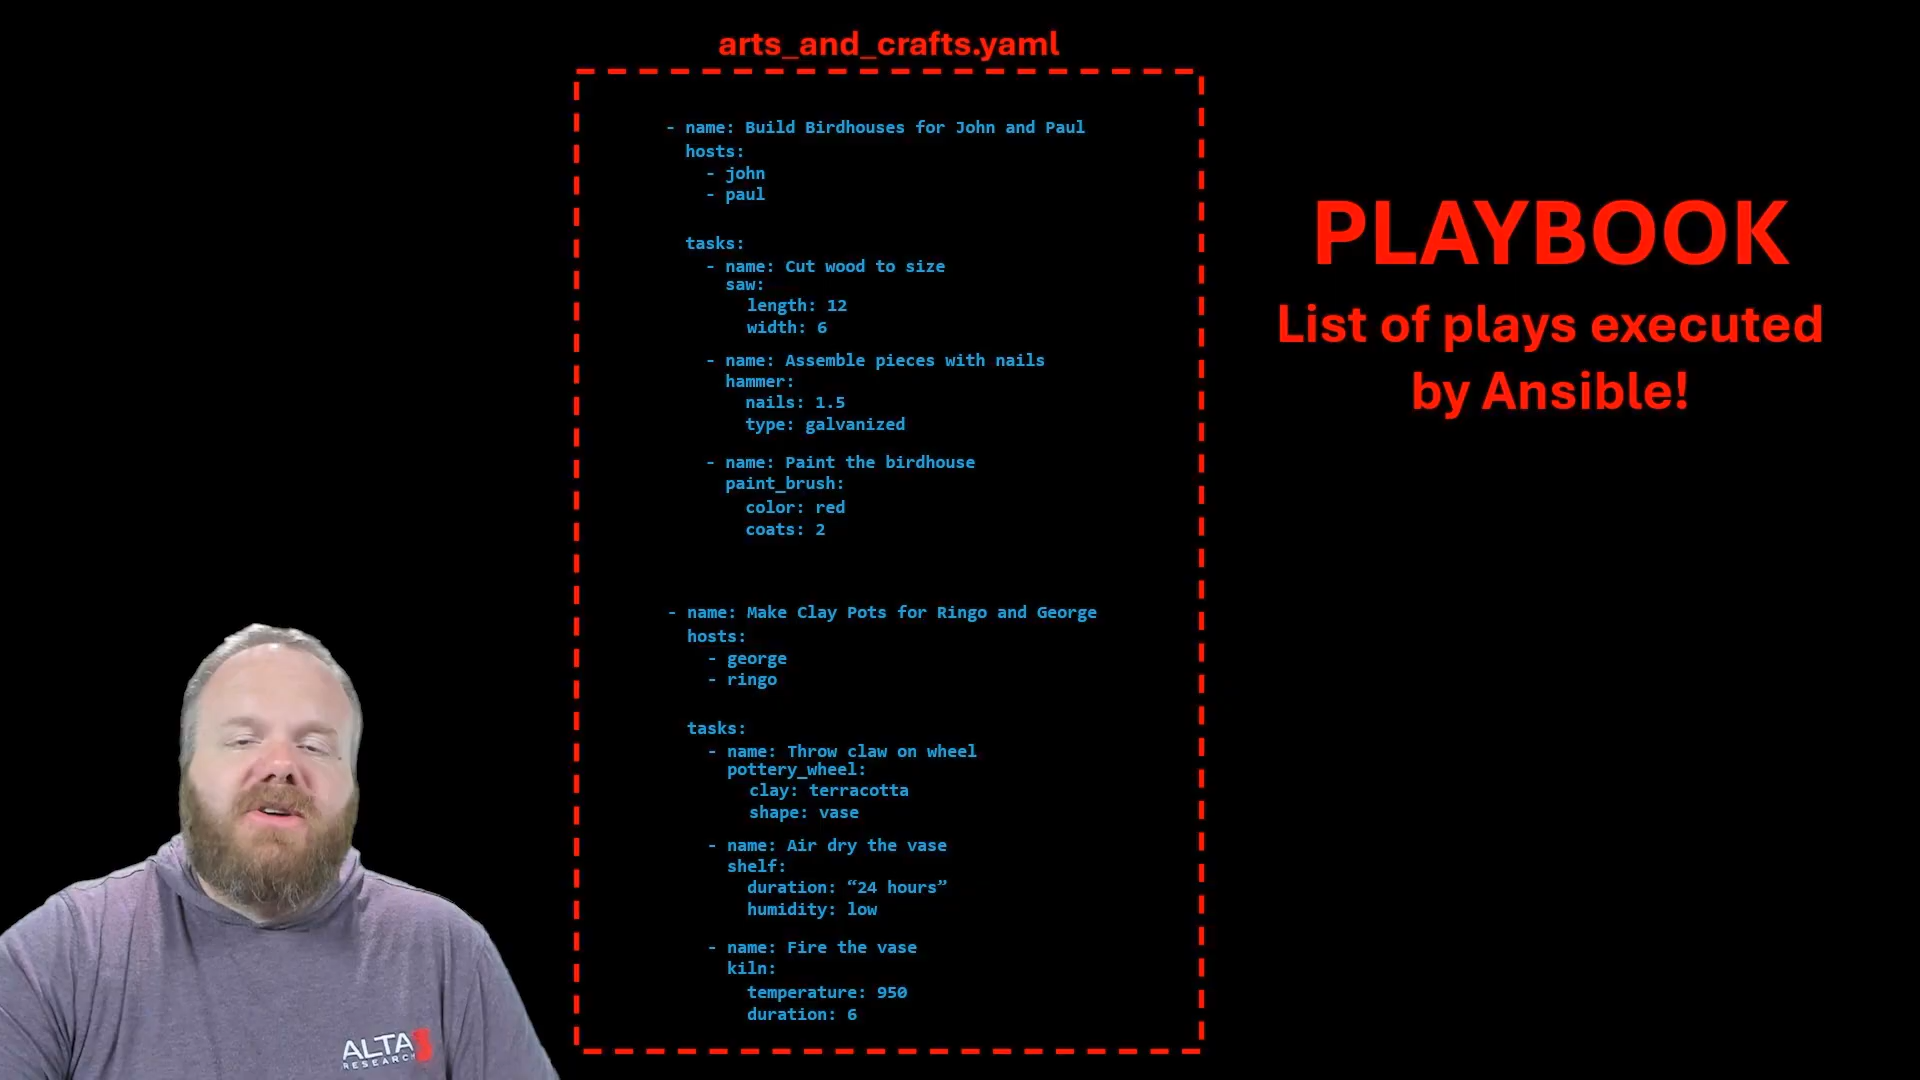 arts_and_crafts.yaml
- name: Build Birdhouses for John and Paul
hosts:
- john
- paul
tasks:
- name: Cut wood to size
saw:
length: 12
width: 6
- name: Assemble pieces with nails
hammer:
nails: 1.5
type: galvanized
- name: Paint the birdhouse
paint_brush:
color: red
coats: 2
- name: Make Clay Pots for Ringo and George
hosts:
- george
- ringo
tasks:
- name: Throw claw on wheel
pottery_wheel:
clay: terracotta
shape: vase
- name: Air dry the vase
shelf:
duration: “24 hours”
humidity: low
- name: Fire the vase
kiln:
temperature: 950
duration: 6
PLAYBOOK
List of plays executed
by Ansible!
ALTA3
RESEARCH